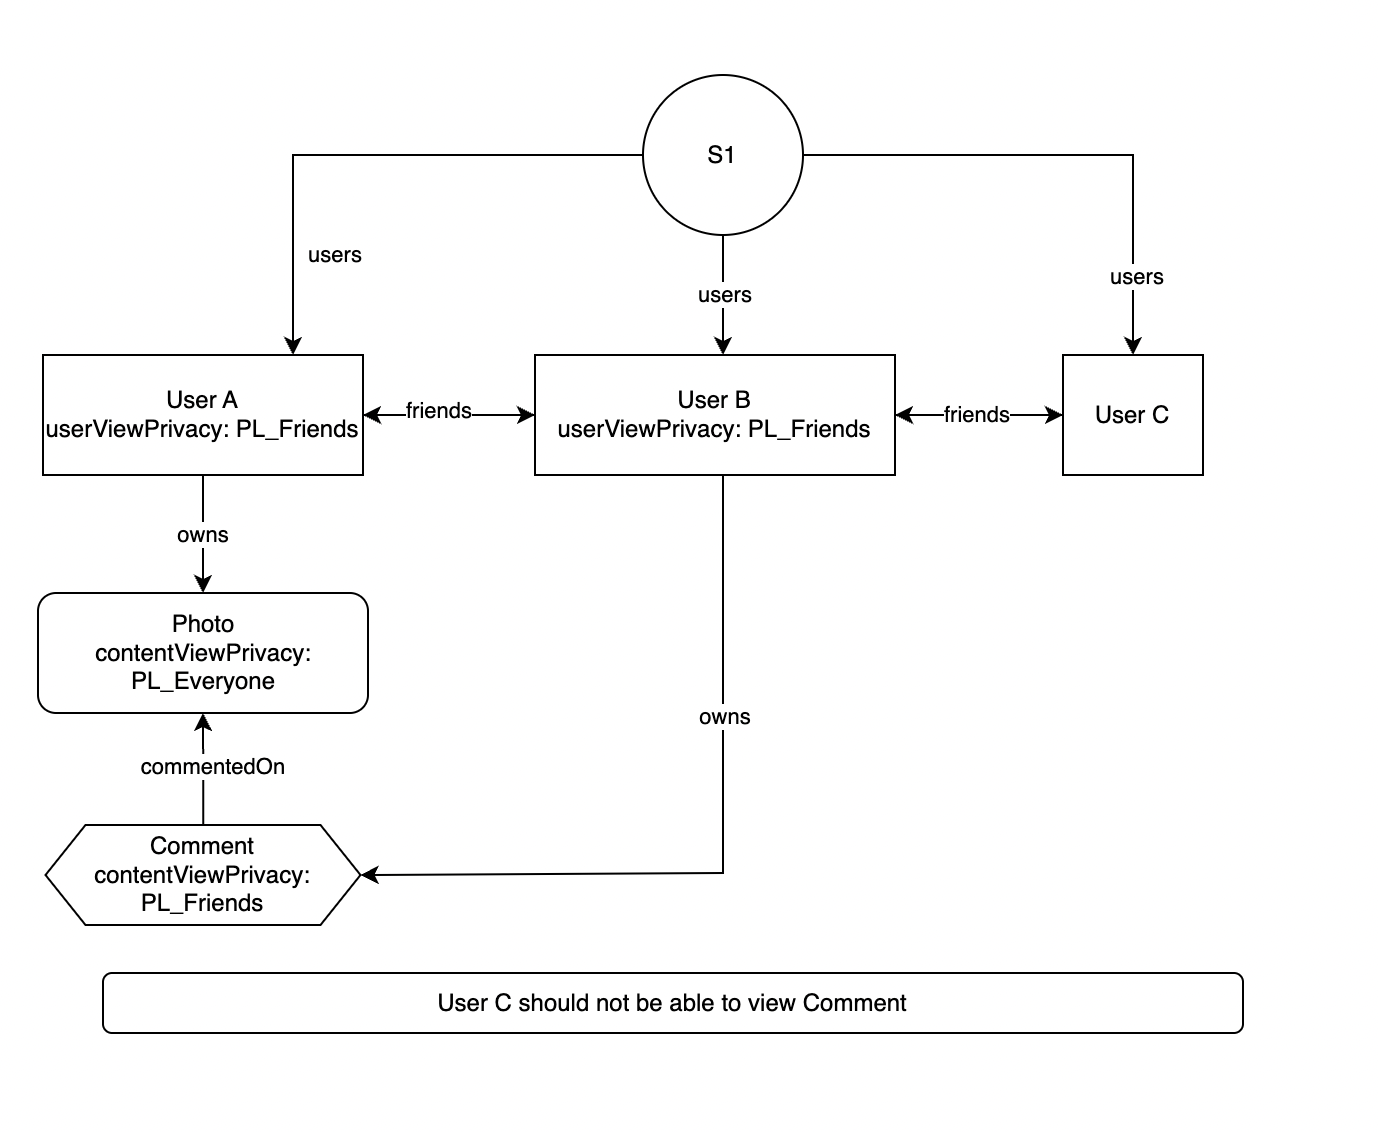 S1
users
users
users
User A
userViewPrivacy: PL_Friends
friends
User B
userViewPrivacy: PL_Friends
friends
User C
owns
Photo
contentViewPrivacy:
PL_Everyone
owns
commentedOn
Comment
contentViewPrivacy:
PL_Friends
User C should not be able to view Comment